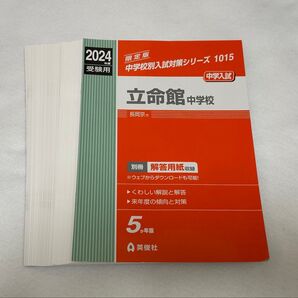 2024年度
受験用
限定版
中学校別入試対策シリーズ 1015
中学入試
立命館中学校
長岡京市
別冊 解答用紙収録
※ウェブからダウンロードも可能!
▶くわしい解説と解答
▶来年度の傾向と対策
5ヵ年版
英俊社